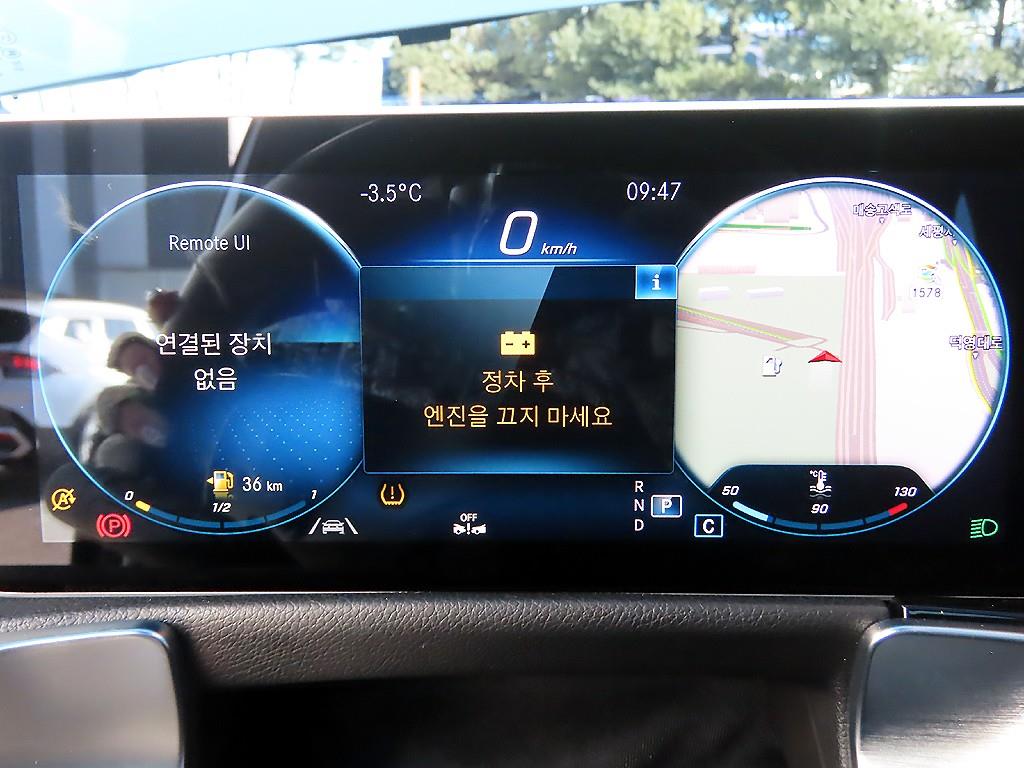 -3.5°C
09:47
0 km/h
Remote UI
연결된 장치
없음
i
정차 후
엔진을 끄지 마세요
1578
덕영대로
36 km
0
1/2
1
A
P
OFF
R
N P
D
C
50
°C
90
130